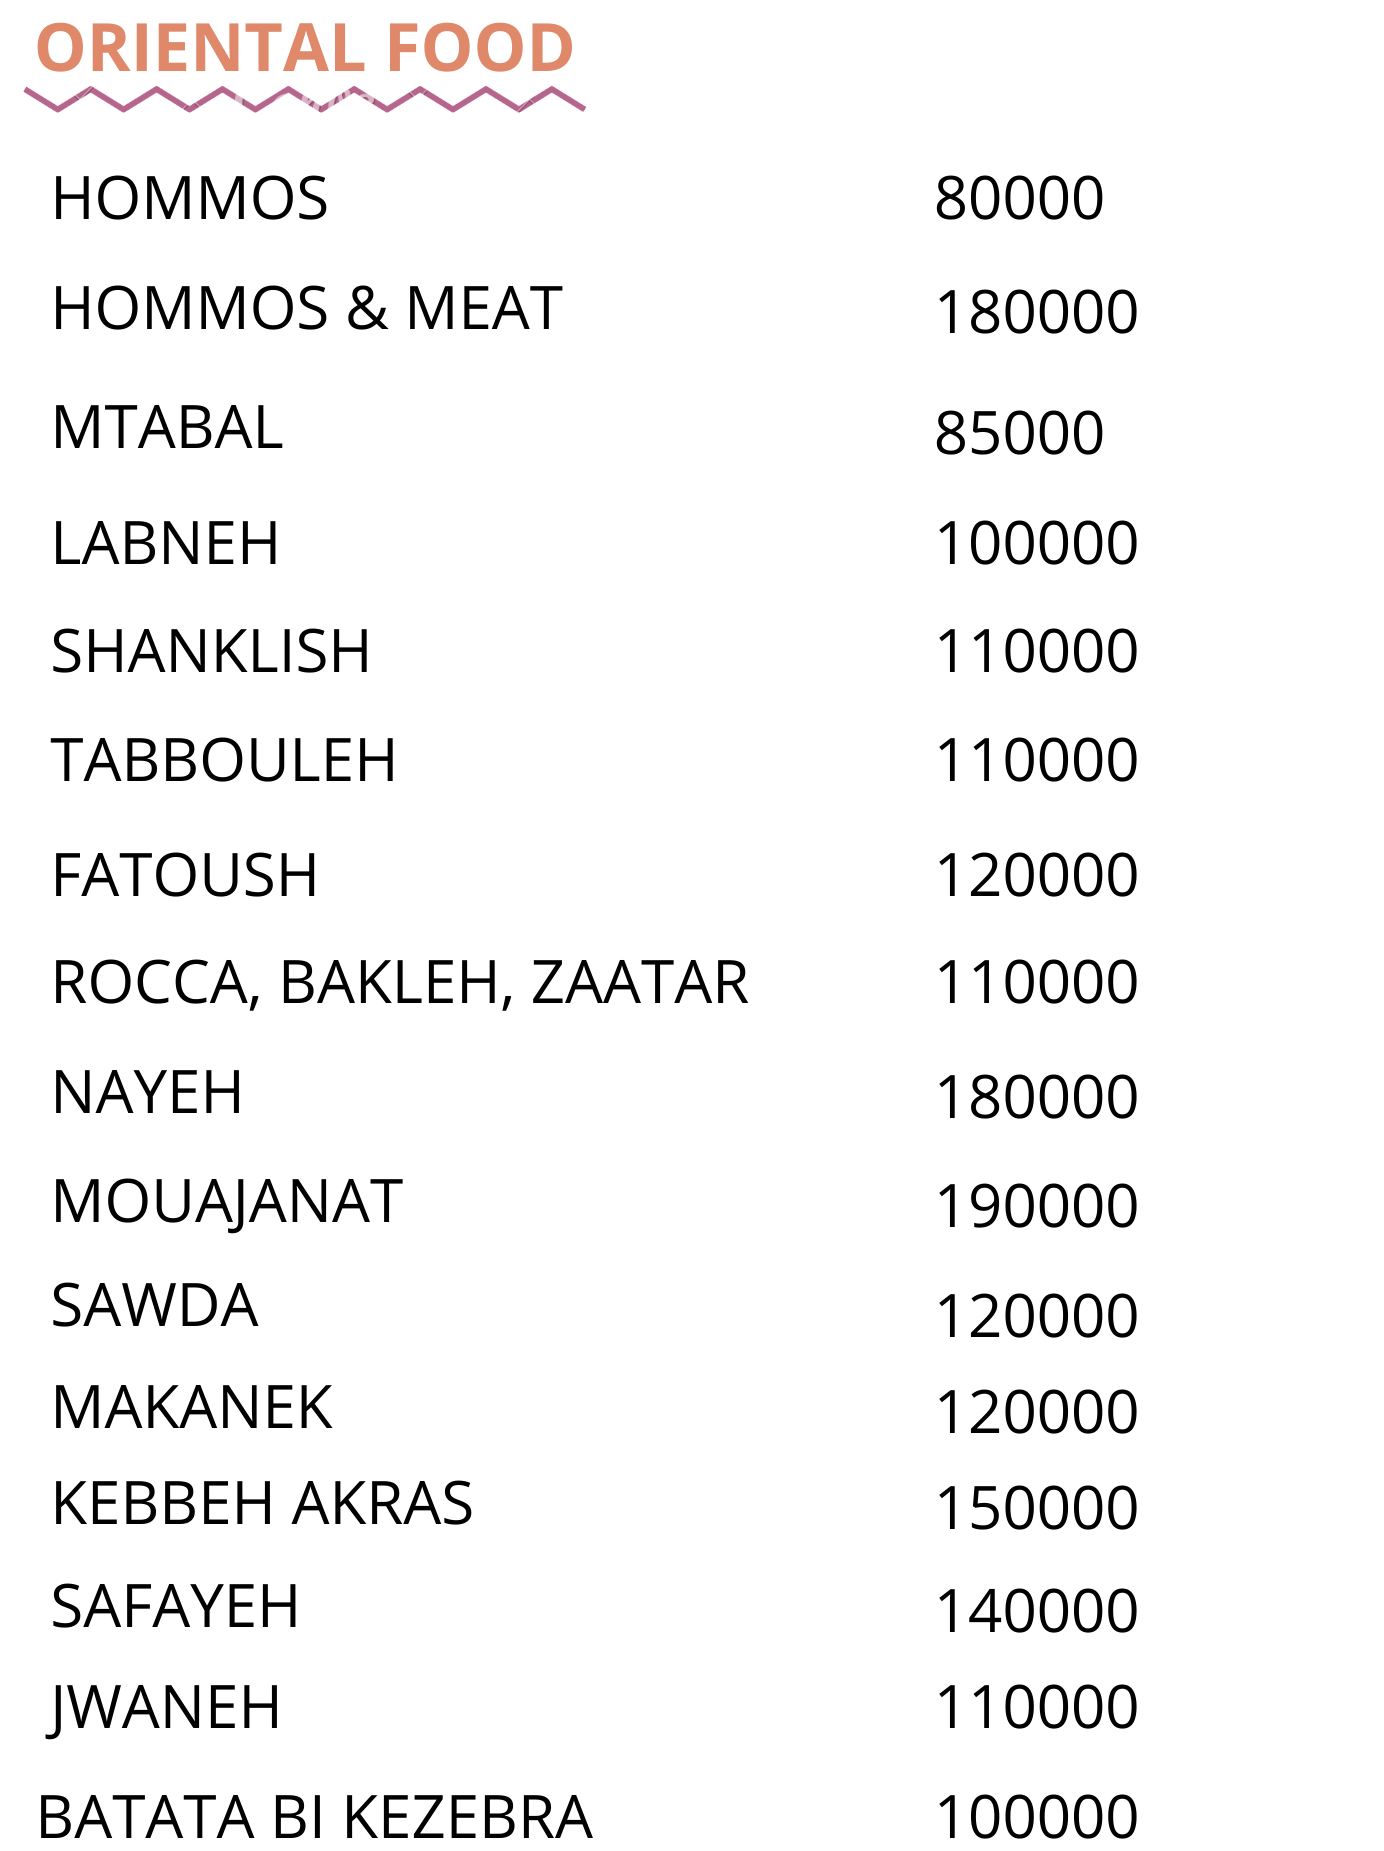 ORIENTAL FOOD
HOMMOS 80000
HOMMOS & MEAT 180000
MTABAL 85000
LABNEH 100000
SHANKLISH 110000
TABBOULEH 110000
FATOUSH 120000
ROCCA, BAKLEH, ZAATAR 110000
NAYEH 180000
MOUAJANAT 190000
SAWDA 120000
MAKANEK 120000
KEBBEH AKRAS 150000
SAFAYEH 140000
JWANEH 110000
BATATA BI KEZEBRA 100000